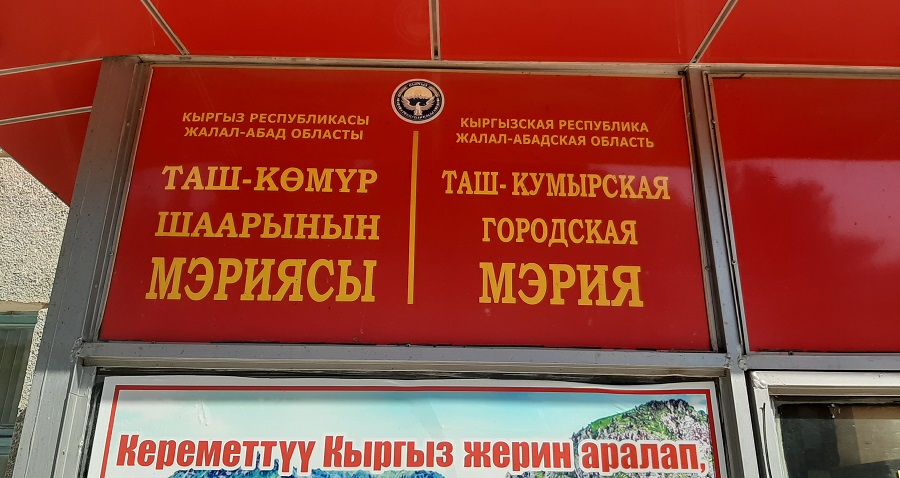 КЫРГЫЗ РЕСПУБЛИКАСЫ
ЖАЛАЛ-АБАД ОБЛАСТЫ
ТАШ-КӨМҮР
ШААРЫНЫН
МЭРИЯСЫ
КЫРГЫЗСКАЯ РЕСПУБЛИКА
ЖАЛАЛ-АБАДСКАЯ ОБЛАСТЬ
ТАШ- КУМЫРСКАЯ
ГОРОДСКАЯ
МЭРИЯ
Кереметтүү Кыргыз жерин аралап,